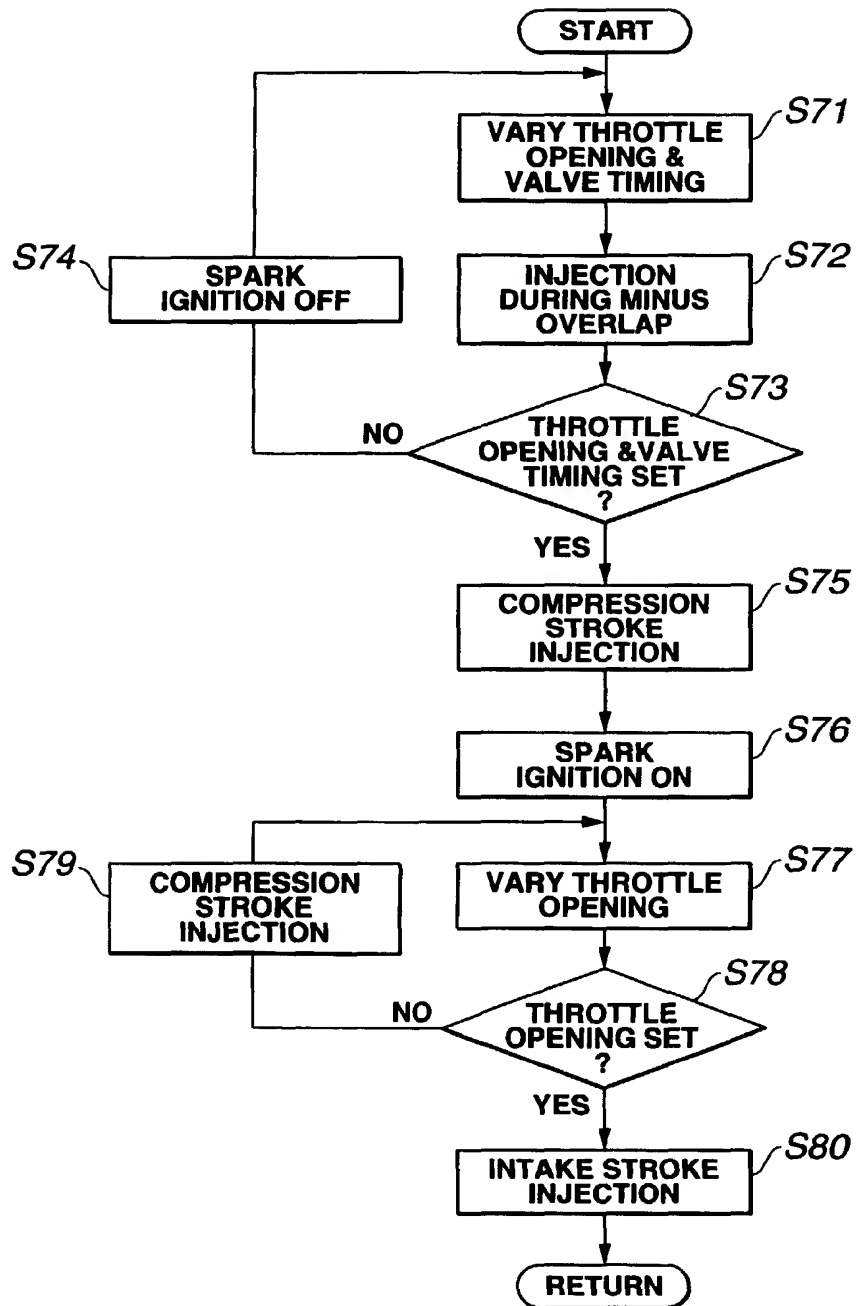 START
S71
VARY THROTTLE
OPENING &
VALVE TIMING
S74
SPARK
IGNITION OFF
S72
INJECTION
DURING MINUS
OVERLAP
S73
NO
THROTTLE
OPENING &VALVE
TIMING SET
?
YES
S75
COMPRESSION
STROKE
INJECTION
S76
SPARK
IGNITION ON
S79
COMPRESSION
STROKE
INJECTION
S77
VARY THROTTLE
OPENING
S78
NO
THROTTLE
OPENING SET
?
YES
S80
INTAKE STROKE
INJECTION
RETURN